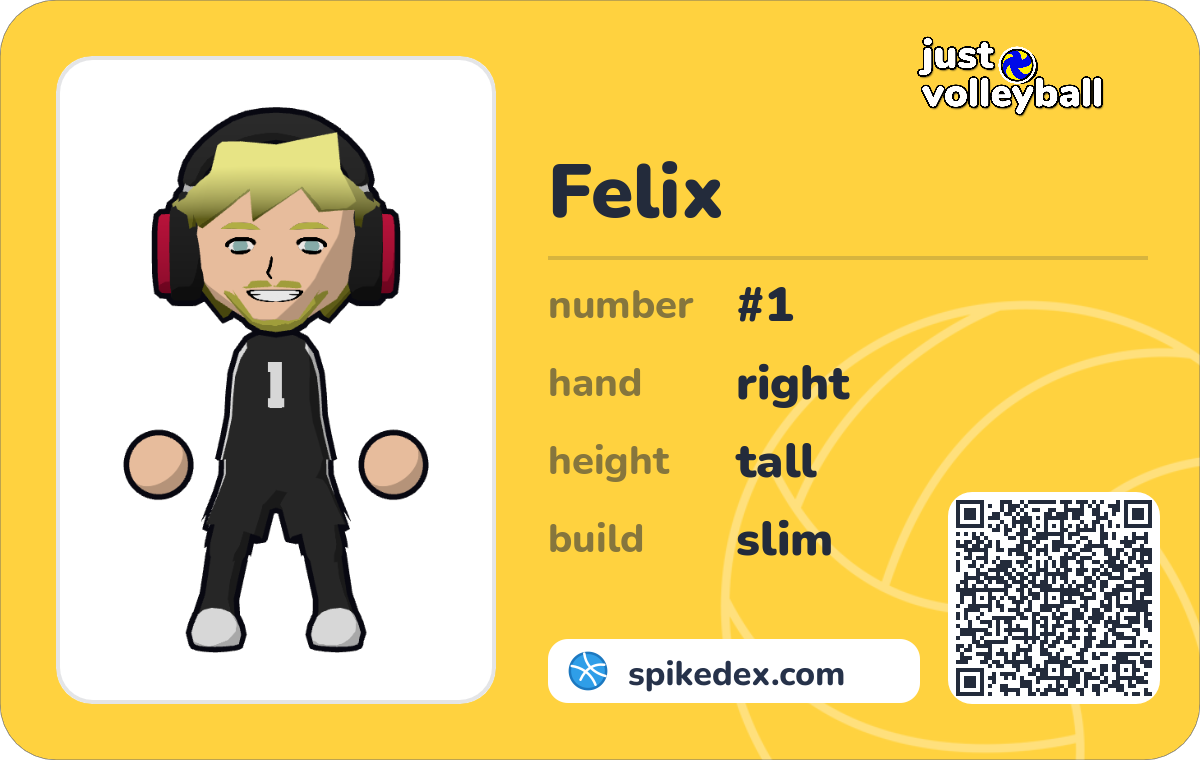 just
volleyball
Felix
number #1
hand right
height tall
build slim
1
spikedex.com